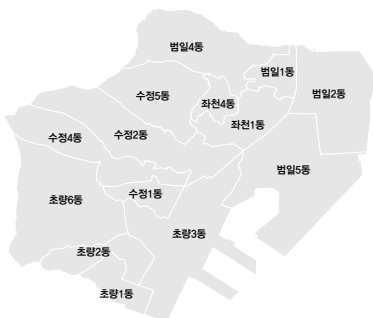 범일4동
범일1동
수정5동
범일2동
좌천4동
좌천1동
수정2동
수정4동
범일5동
수정1동
초량6동
초량3동
초량2동
초량1동